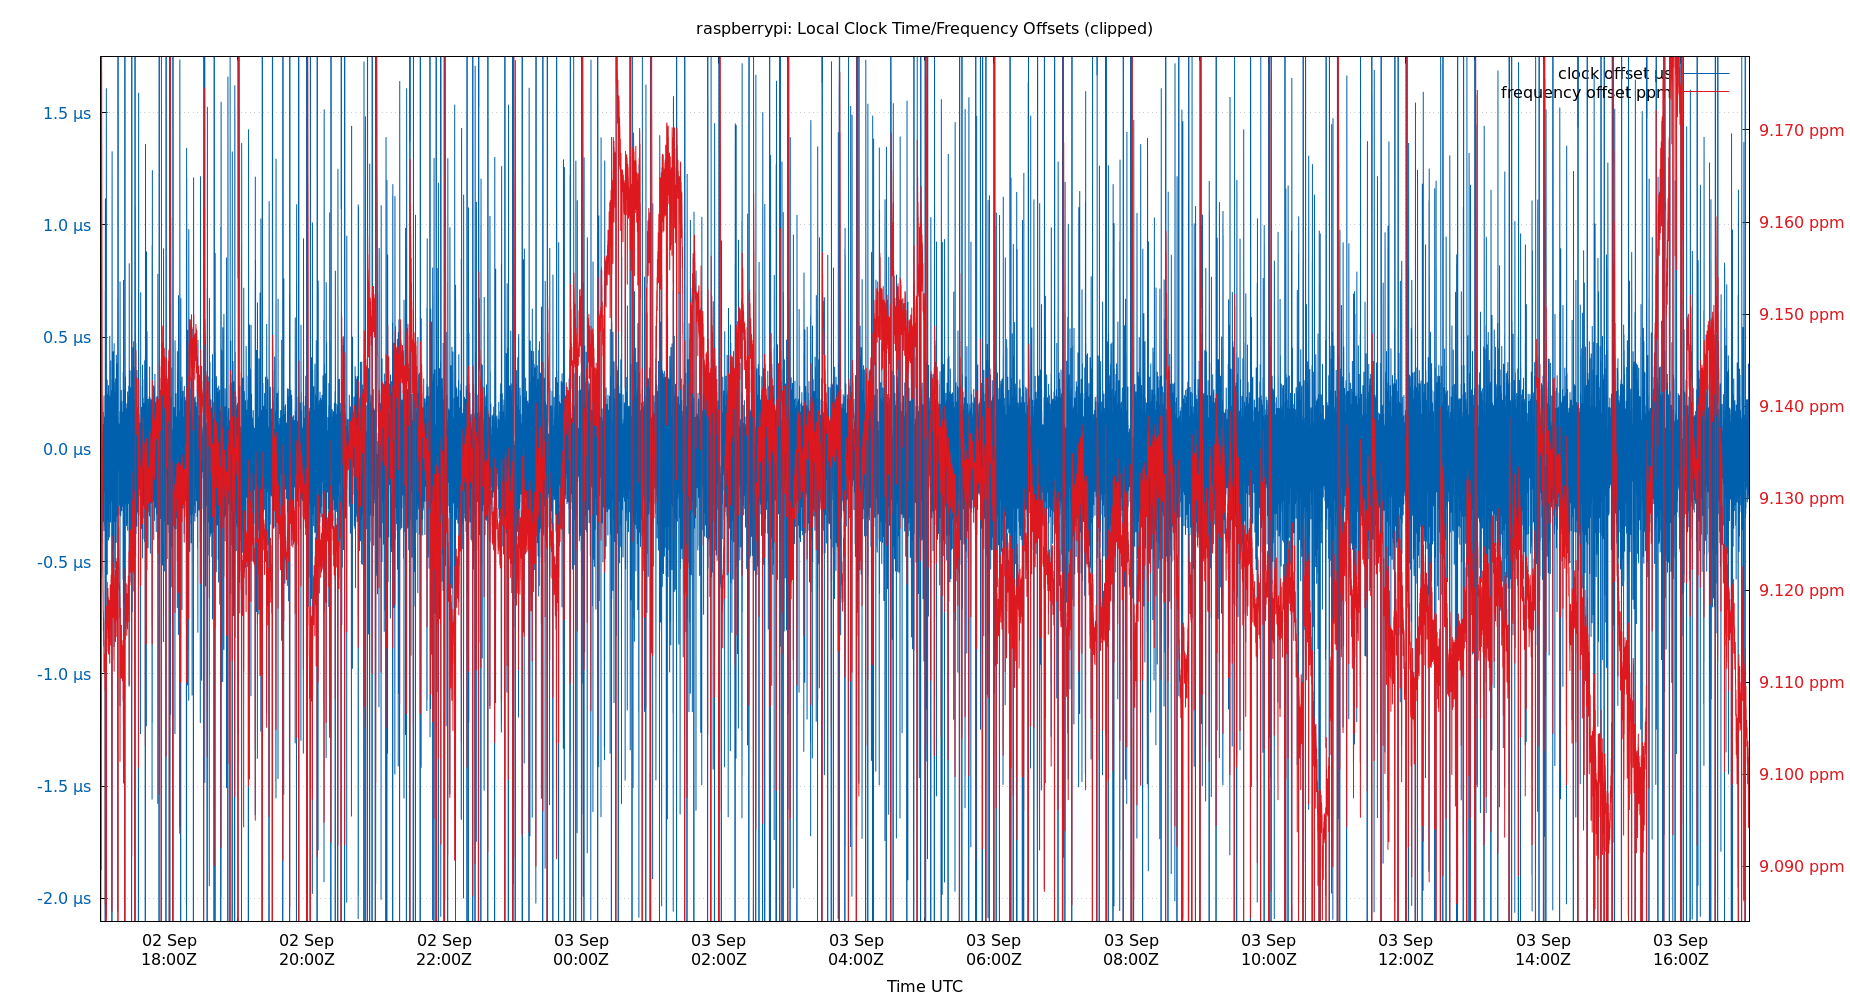 raspberrypi: Local Clock Time/Frequency Offsets (clipped)
clock offset µs
frequency offset ppm
1.5 µs
1.0 µs
0.5 µs
0.0 µs
-0.5 µs
-1.0 µs
-1.5 µs
-2.0 µs
9.170 ppm
9.160 ppm
9.150 ppm
9.140 ppm
9.130 ppm
9.120 ppm
9.110 ppm
9.100 ppm
9.090 ppm
02 Sep 02 Sep 02 Sep 03 Sep 03 Sep 03 Sep 03 Sep 03 Sep 03 Sep 03 Sep 03 Sep 03 Sep
18:00Z 20:00Z 22:00Z 00:00Z 02:00Z 04:00Z 06:00Z 08:00Z 10:00Z 12:00Z 14:00Z 16:00Z
Time UTC